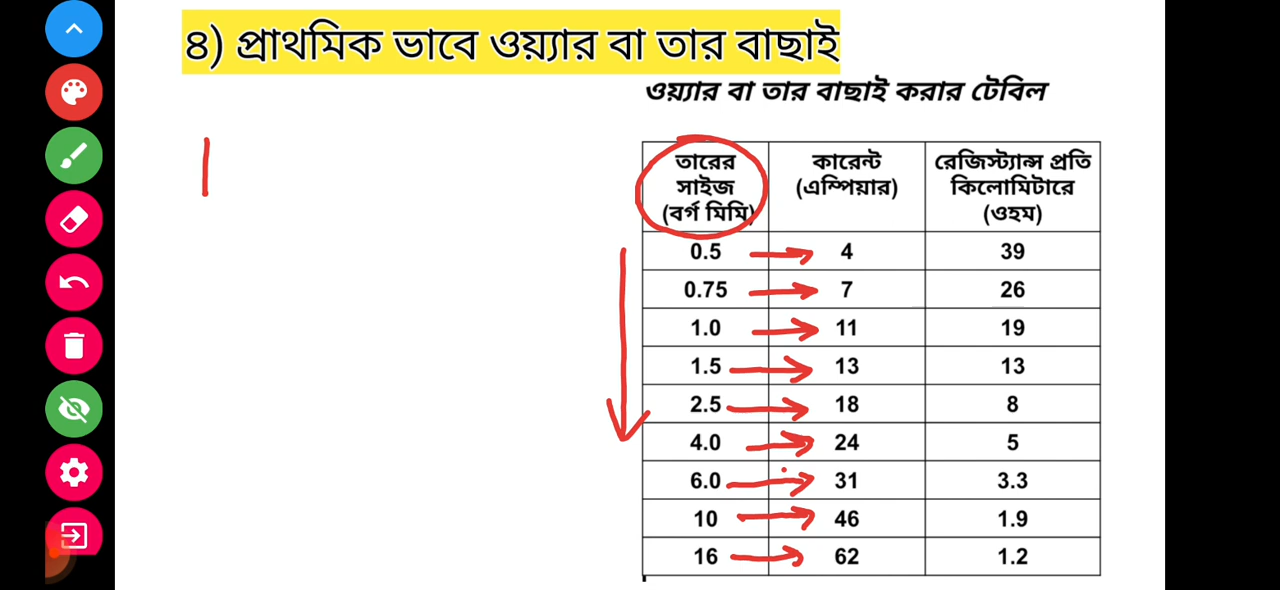 ৪) প্রাথমিক ভাবে ওয়্যার বা তার বাছাই
ওয়্যার বা তার বাছাই করার টেবিল
তারের সাইজ (বর্গ মিমি) কারেন্ট (এম্পিয়ার) রেজিস্ট্যান্স প্রতি কিলোমিটারে (ওহম)
0.5 4 39
0.75 7 26
1.0 11 19
1.5 13 13
2.5 18 8
4.0 24 5
6.0 31 3.3
10 46 1.9
16 62 1.2